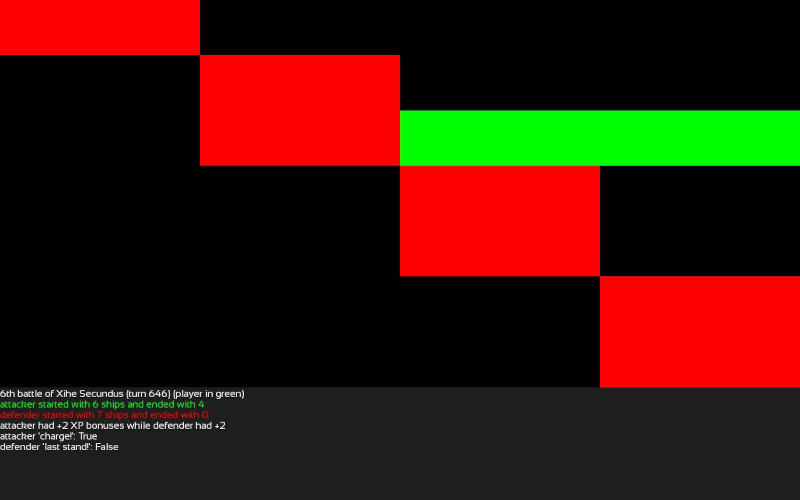 6th battle of Xihe Secundus (turn 646) (player in green)
attacker started with 6 ships and ended with 4
defender started with 7 ships and ended with 0
attacker had +2 XP bonuses while defender had +2
attacker 'charge!': True
defender 'last stand!': False